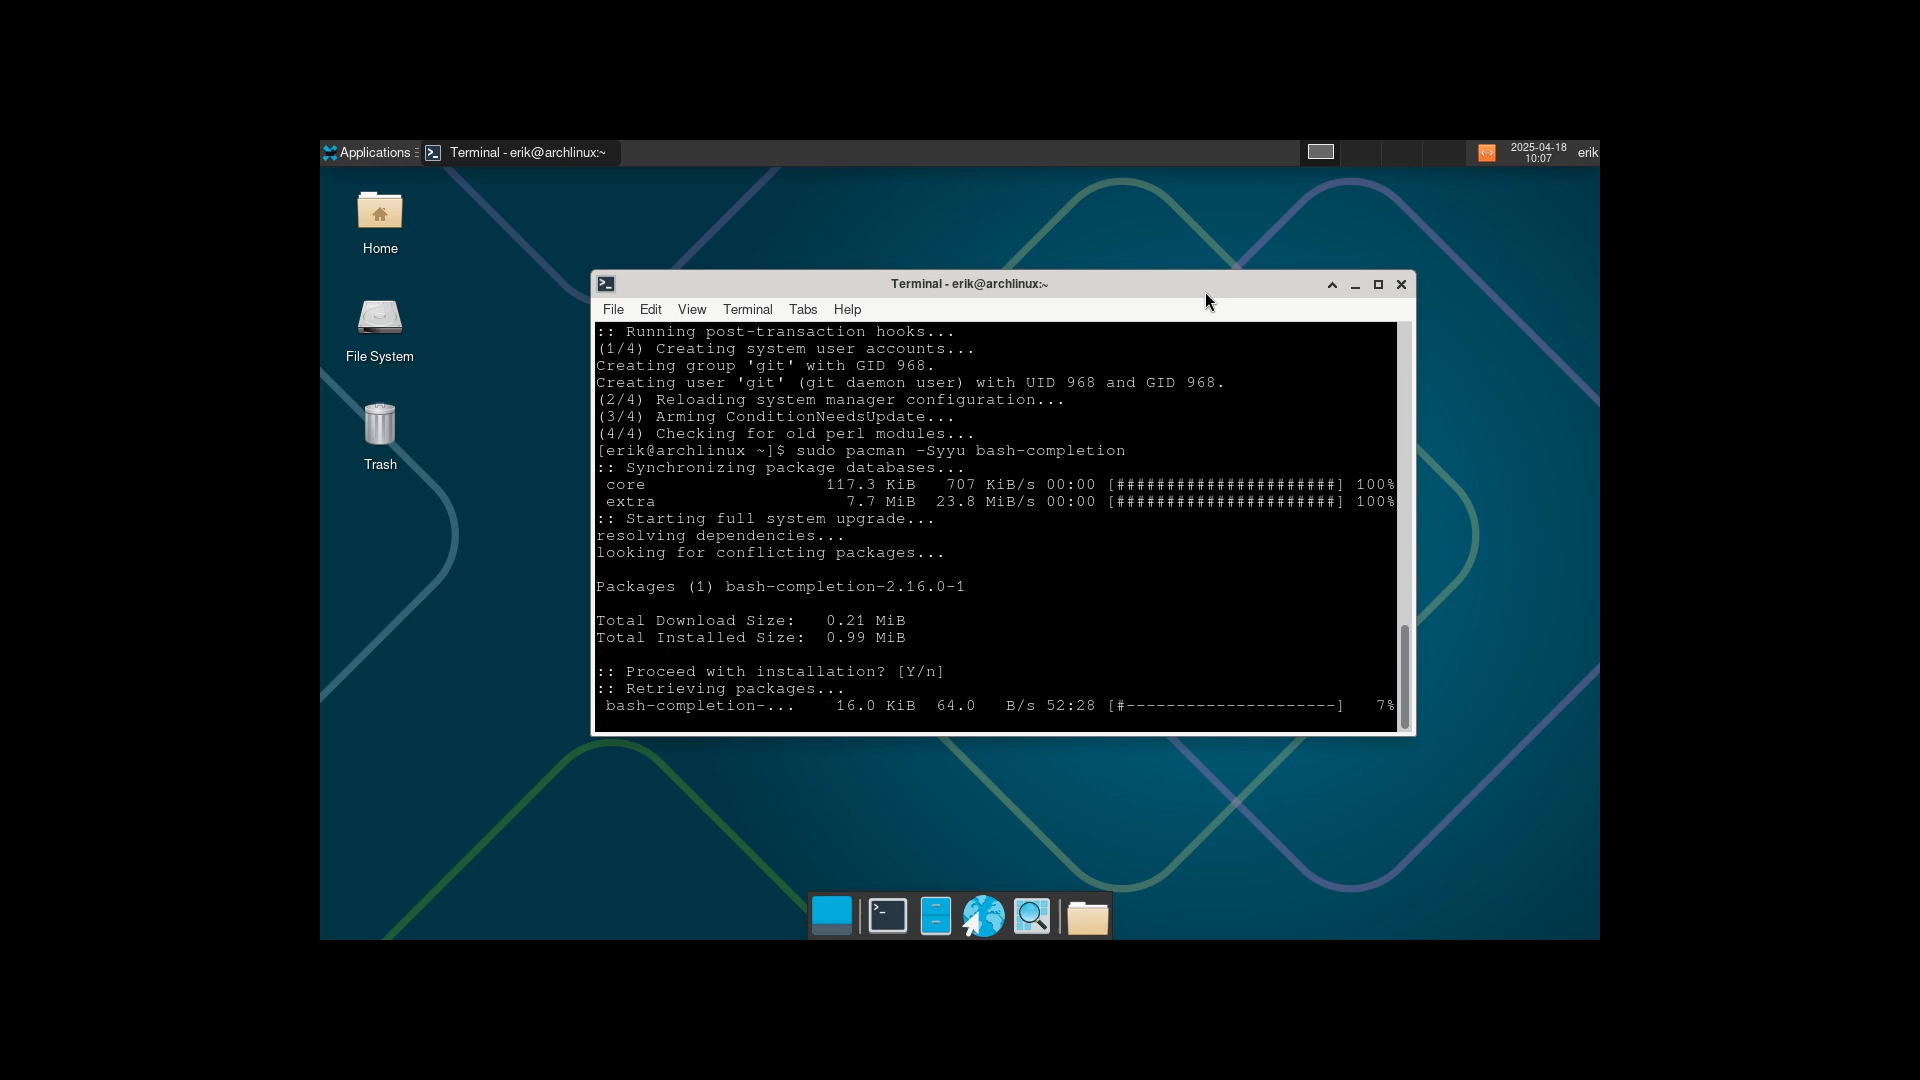 Applications
Terminal - erik@archlinux:~
2025-04-18
10:07
erik
Home
File System
Trash
Terminal - erik@archlinux:~
File Edit View Terminal Tabs Help
:: Running post-transaction hooks...
(1/4) Creating system user accounts...
Creating group 'git' with GID 968.
Creating user 'git' (git daemon user) with UID 968 and GID 968.
(2/4) Reloading system manager configuration...
(3/4) Arming ConditionNeedsUpdate...
(4/4) Checking for old perl modules...
[erik@archlinux ~]$ sudo pacman -Syyu bash-completion
:: Synchronizing package databases...
 core                  117.3 KiB   707 KiB/s 00:00 [######################] 100%
 extra                   7.7 MiB  23.8 MiB/s 00:00 [######################] 100%
:: Starting full system upgrade...
resolving dependencies...
looking for conflicting packages...
Packages (1) bash-completion-2.16.0-1
Total Download Size:   0.21 MiB
Total Installed Size:  0.99 MiB
:: Proceed with installation? [Y/n]
:: Retrieving packages...
 bash-completion-...    16.0 KiB  64.0   B/s 52:28 [#---------------------]   7%